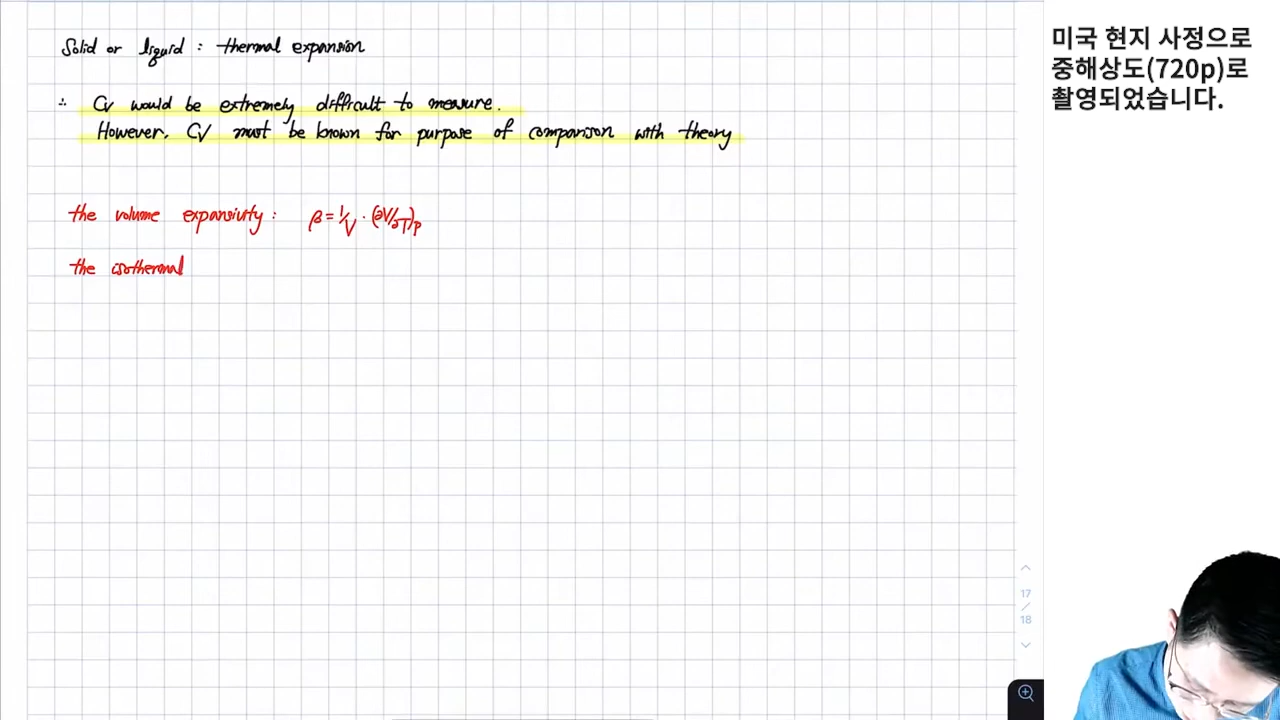 Solid or liquid : thermal expansion
∴ Cv would be extremely difficult to measure.
However, Cv must be known for purpose of comparison with theory
the volume expansivity : β = 1/V · (∂V/∂T)p
the isothermal
미국 현지 사정으로
중해상도(720p)로
촬영되었습니다.
17
/
18